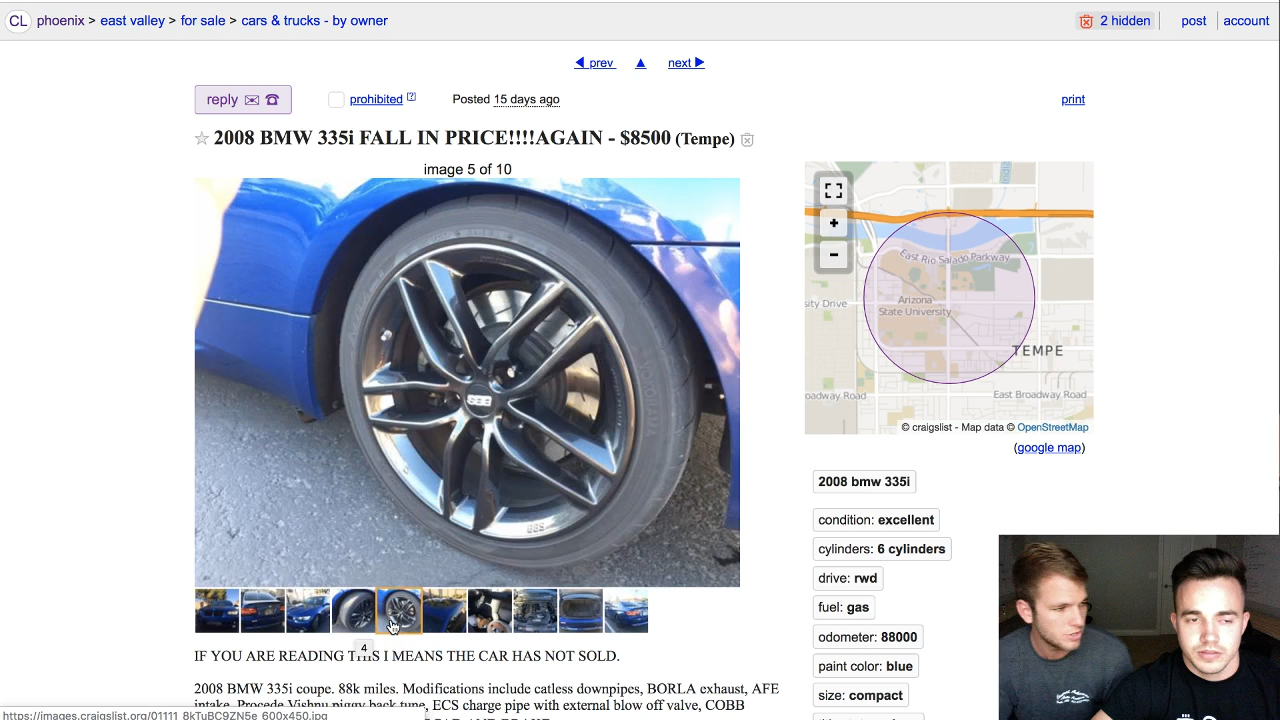 CL phoenix > east valley > for sale > cars & trucks - by owner
2 hidden post account
◀ prev ▲ next ▶
reply prohibited [?] Posted 15 days ago print
☆ 2008 BMW 335i FALL IN PRICE!!!!AGAIN - $8500 (Tempe)
image 5 of 10
+
−
East Rio Salado Parkway
Arizona
State University
TEMPE
East Broadway Road
© craigslist - Map data © OpenStreetMap
(google map)
2008 bmw 335i
condition: excellent
cylinders: 6 cylinders
drive: rwd
fuel: gas
odometer: 88000
paint color: blue
size: compact
4
IF YOU ARE READING THIS I MEANS THE CAR HAS NOT SOLD.
2008 BMW 335i coupe. 88k miles. Modifications include catless downpipes, BORLA exhaust, AFE
intake, Procede Vishnu piggy back tune, ECS charge pipe with external blow off valve, COBB
https://images.craigslist.org/01111_8kTuBC9ZN5e_600x450.jpg